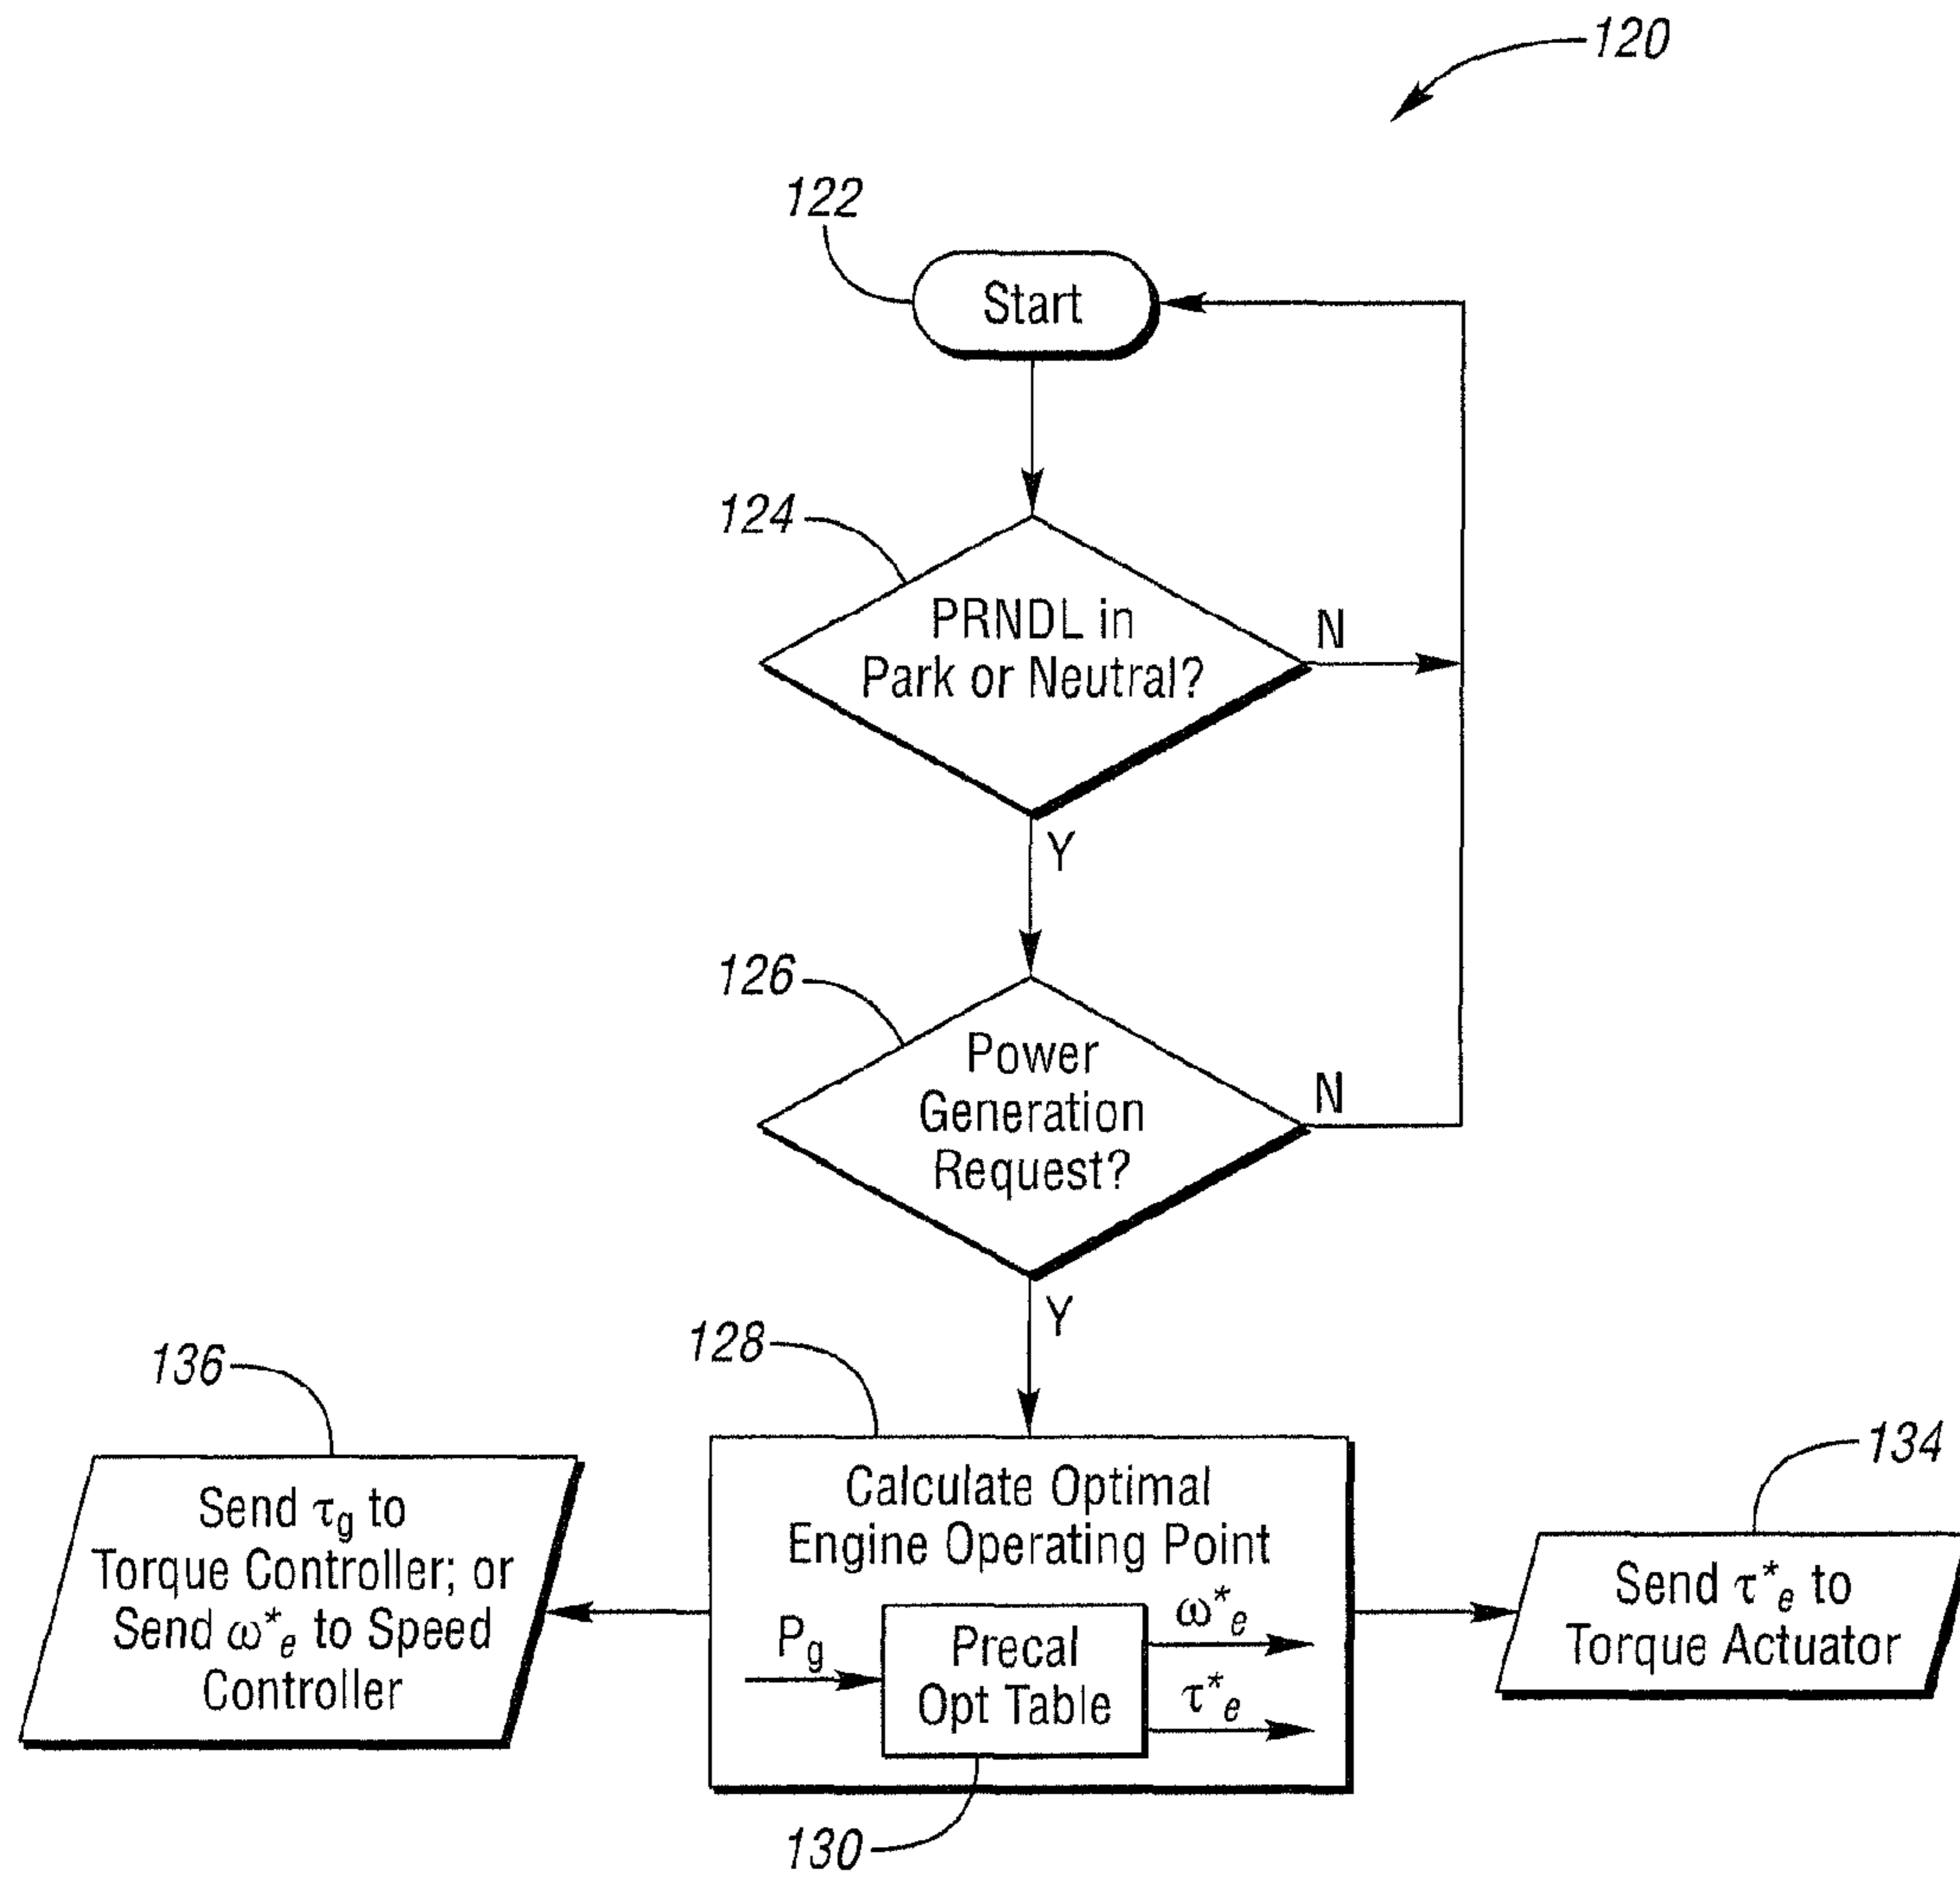 120
122
Start
124
PRNDL in
Park or Neutral?
N
Y
126
Power
Generation
Request?
N
Y
128
136
134
Send τg to
Torque Controller; or
Send ω*e to Speed
Controller
Calculate Optimal
Engine Operating Point
Pg
Precal
Opt Table
ω*e
τ*e
Send τ*e to
Torque Actuator
130